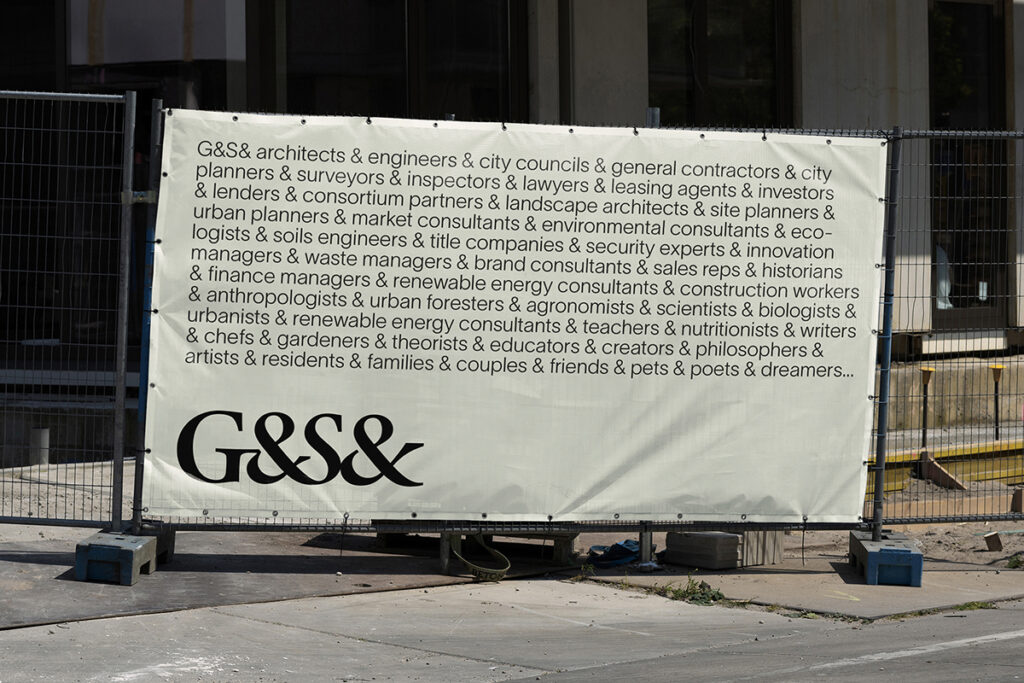 G&S& architects & engineers & city councils & general contractors & city
planners & surveyors & inspectors & lawyers & leasing agents & investors
& lenders & consortium partners & landscape architects & site planners &
urban planners & market consultants & environmental consultants & eco-
logists & soils engineers & title companies & security experts & innovation
managers & waste managers & brand consultants & sales reps & historians
& finance managers & renewable energy consultants & construction workers
& anthropologists & urban foresters & agronomists & scientists & biologists &
urbanists & renewable energy consultants & teachers & nutritionists & writers
& chefs & gardeners & theorists & educators & creators & philosophers &
artists & residents & families & couples & friends & pets & poets & dreamers...
G&S&